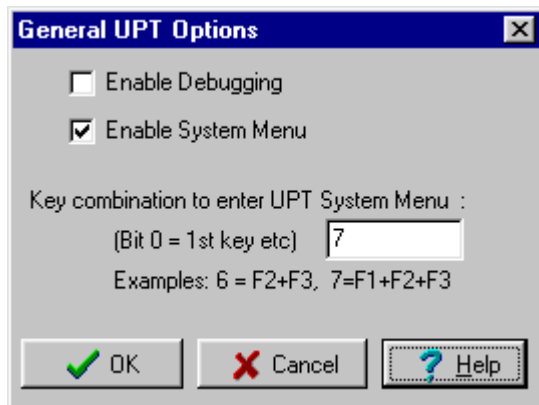 General UPT Options
Enable Debugging
Enable System Menu
Key combination to enter UPT System Menu :
(Bit 0 = 1st key etc) 7
Examples: 6 = F2+F3, 7=F1+F2+F3
OK Cancel Help